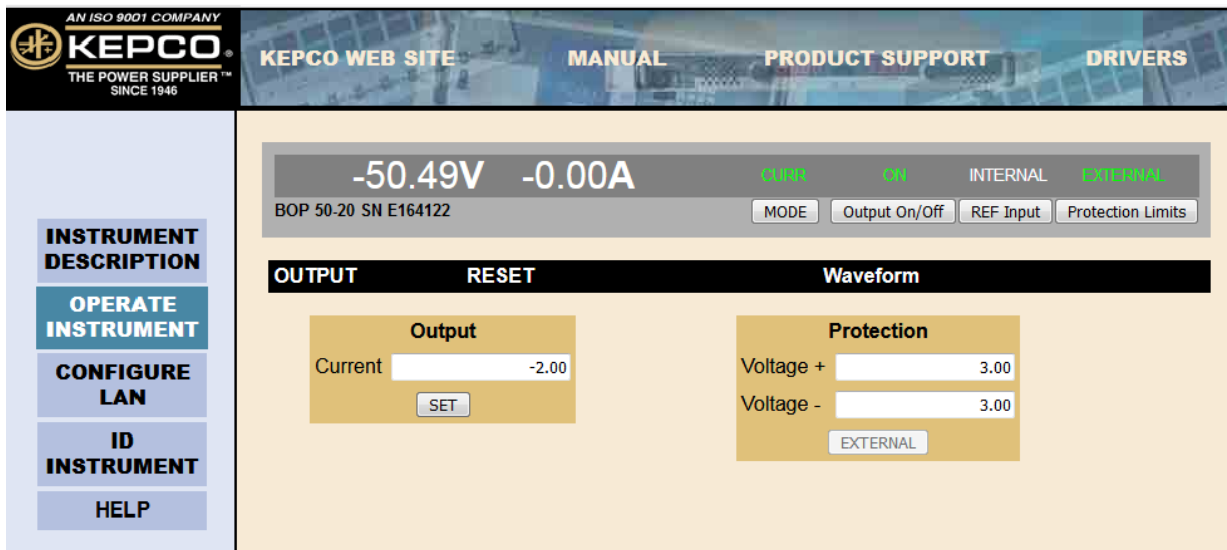 AN ISO 9001 COMPANY
KEPCO®
THE POWER SUPPLIER™
SINCE 1946
KEPCO WEB SITE MANUAL PRODUCT SUPPORT DRIVERS
-50.49V -0.00A CURR ON INTERNAL EXTERNAL
BOP 50-20 SN E164122 MODE Output On/Off REF Input Protection Limits
INSTRUMENT
DESCRIPTION
OPERATE
INSTRUMENT
CONFIGURE
LAN
ID
INSTRUMENT
HELP
OUTPUT RESET Waveform
Output
Current -2.00
SET
Protection
Voltage + 3.00
Voltage - 3.00
EXTERNAL